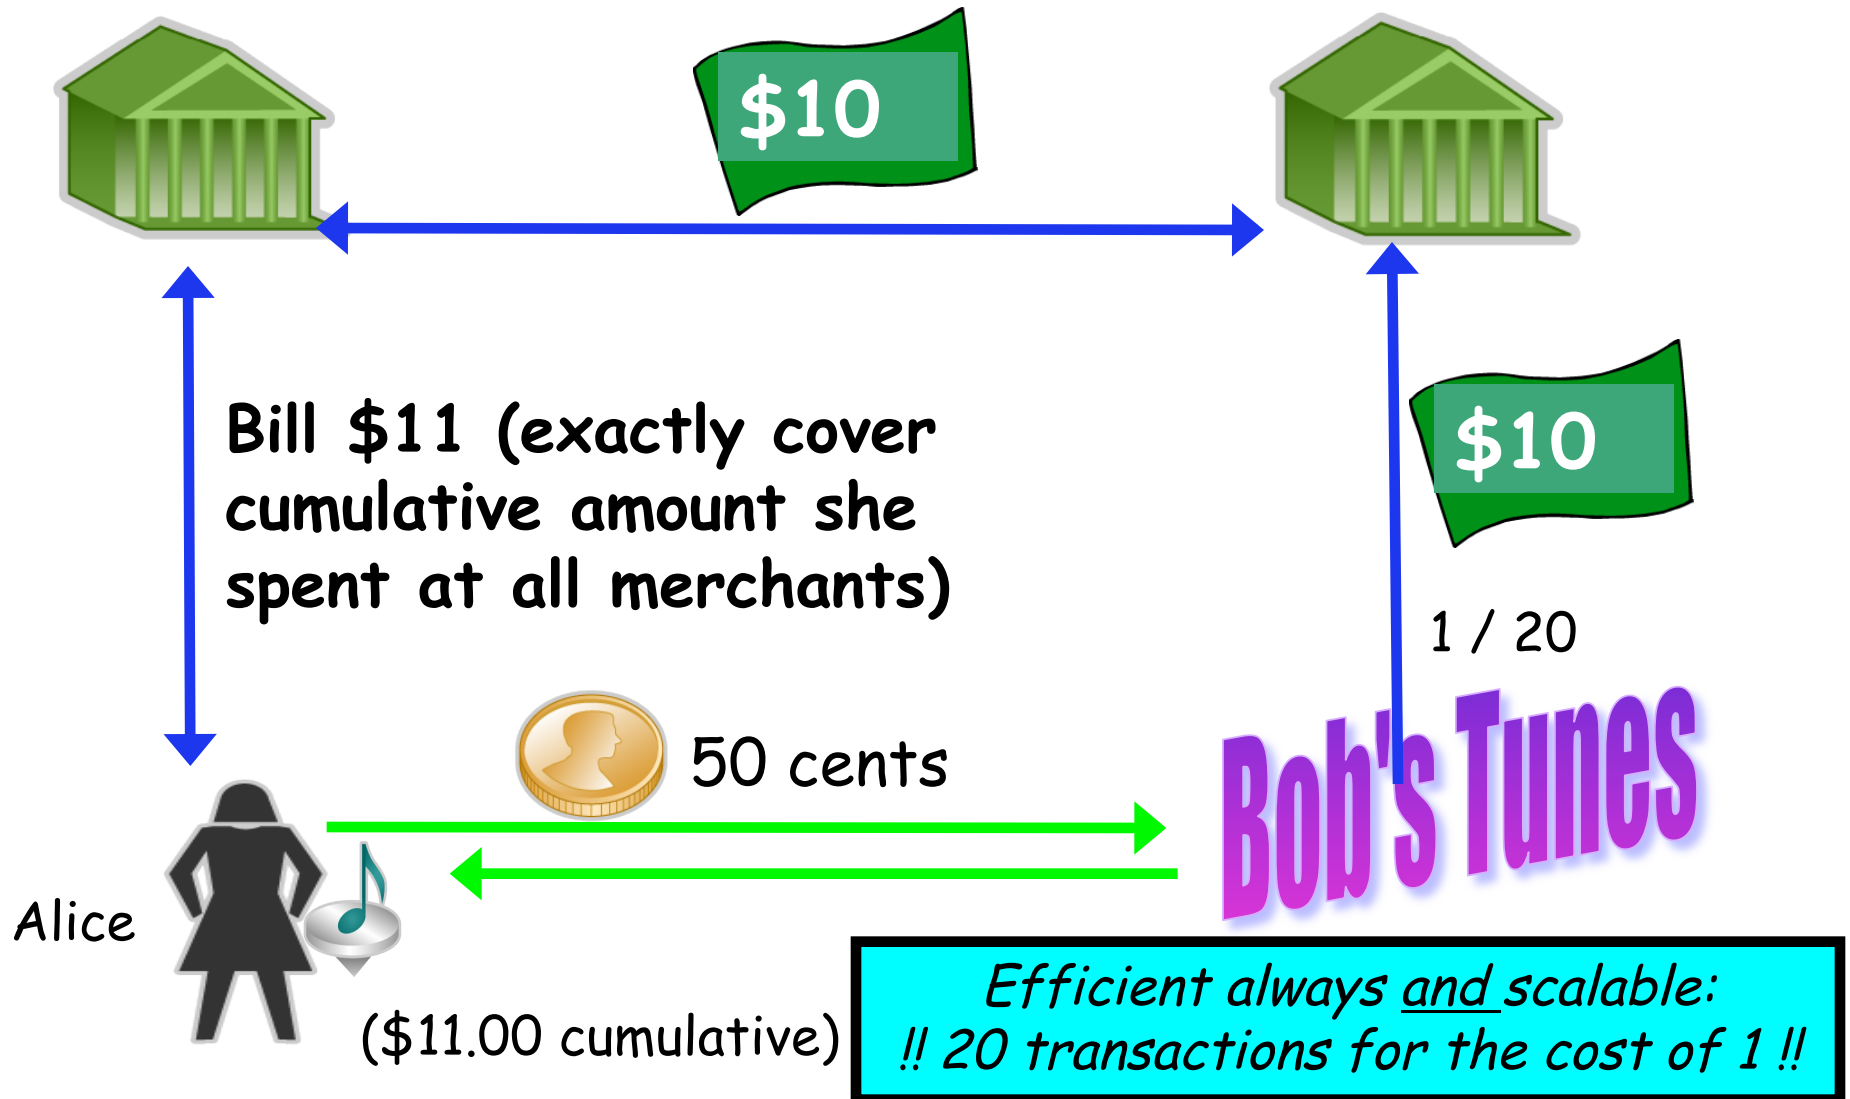 $10
Bill $11 (exactly cover
cumulative amount she
spent at all merchants)
$10
1 / 20
50 cents
Bob's Tunes
Alice
($11.00 cumulative)
Efficient always and scalable:
!! 20 transactions for the cost of 1 !!